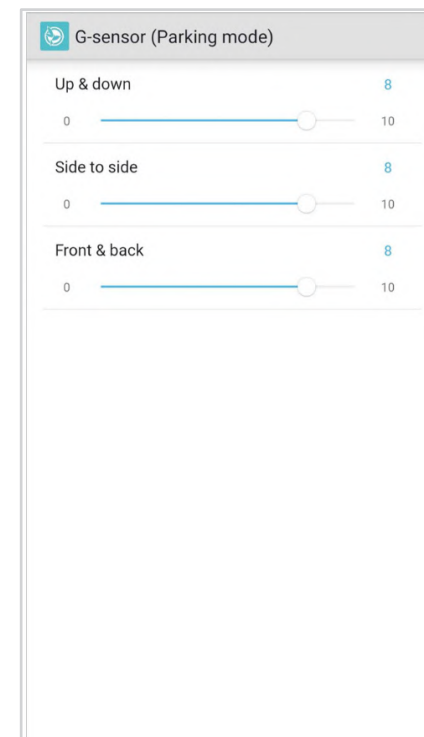 G-sensor (Parking mode)
Up & down 8
0 10
Side to side 8
0 10
Front & back 8
0 10